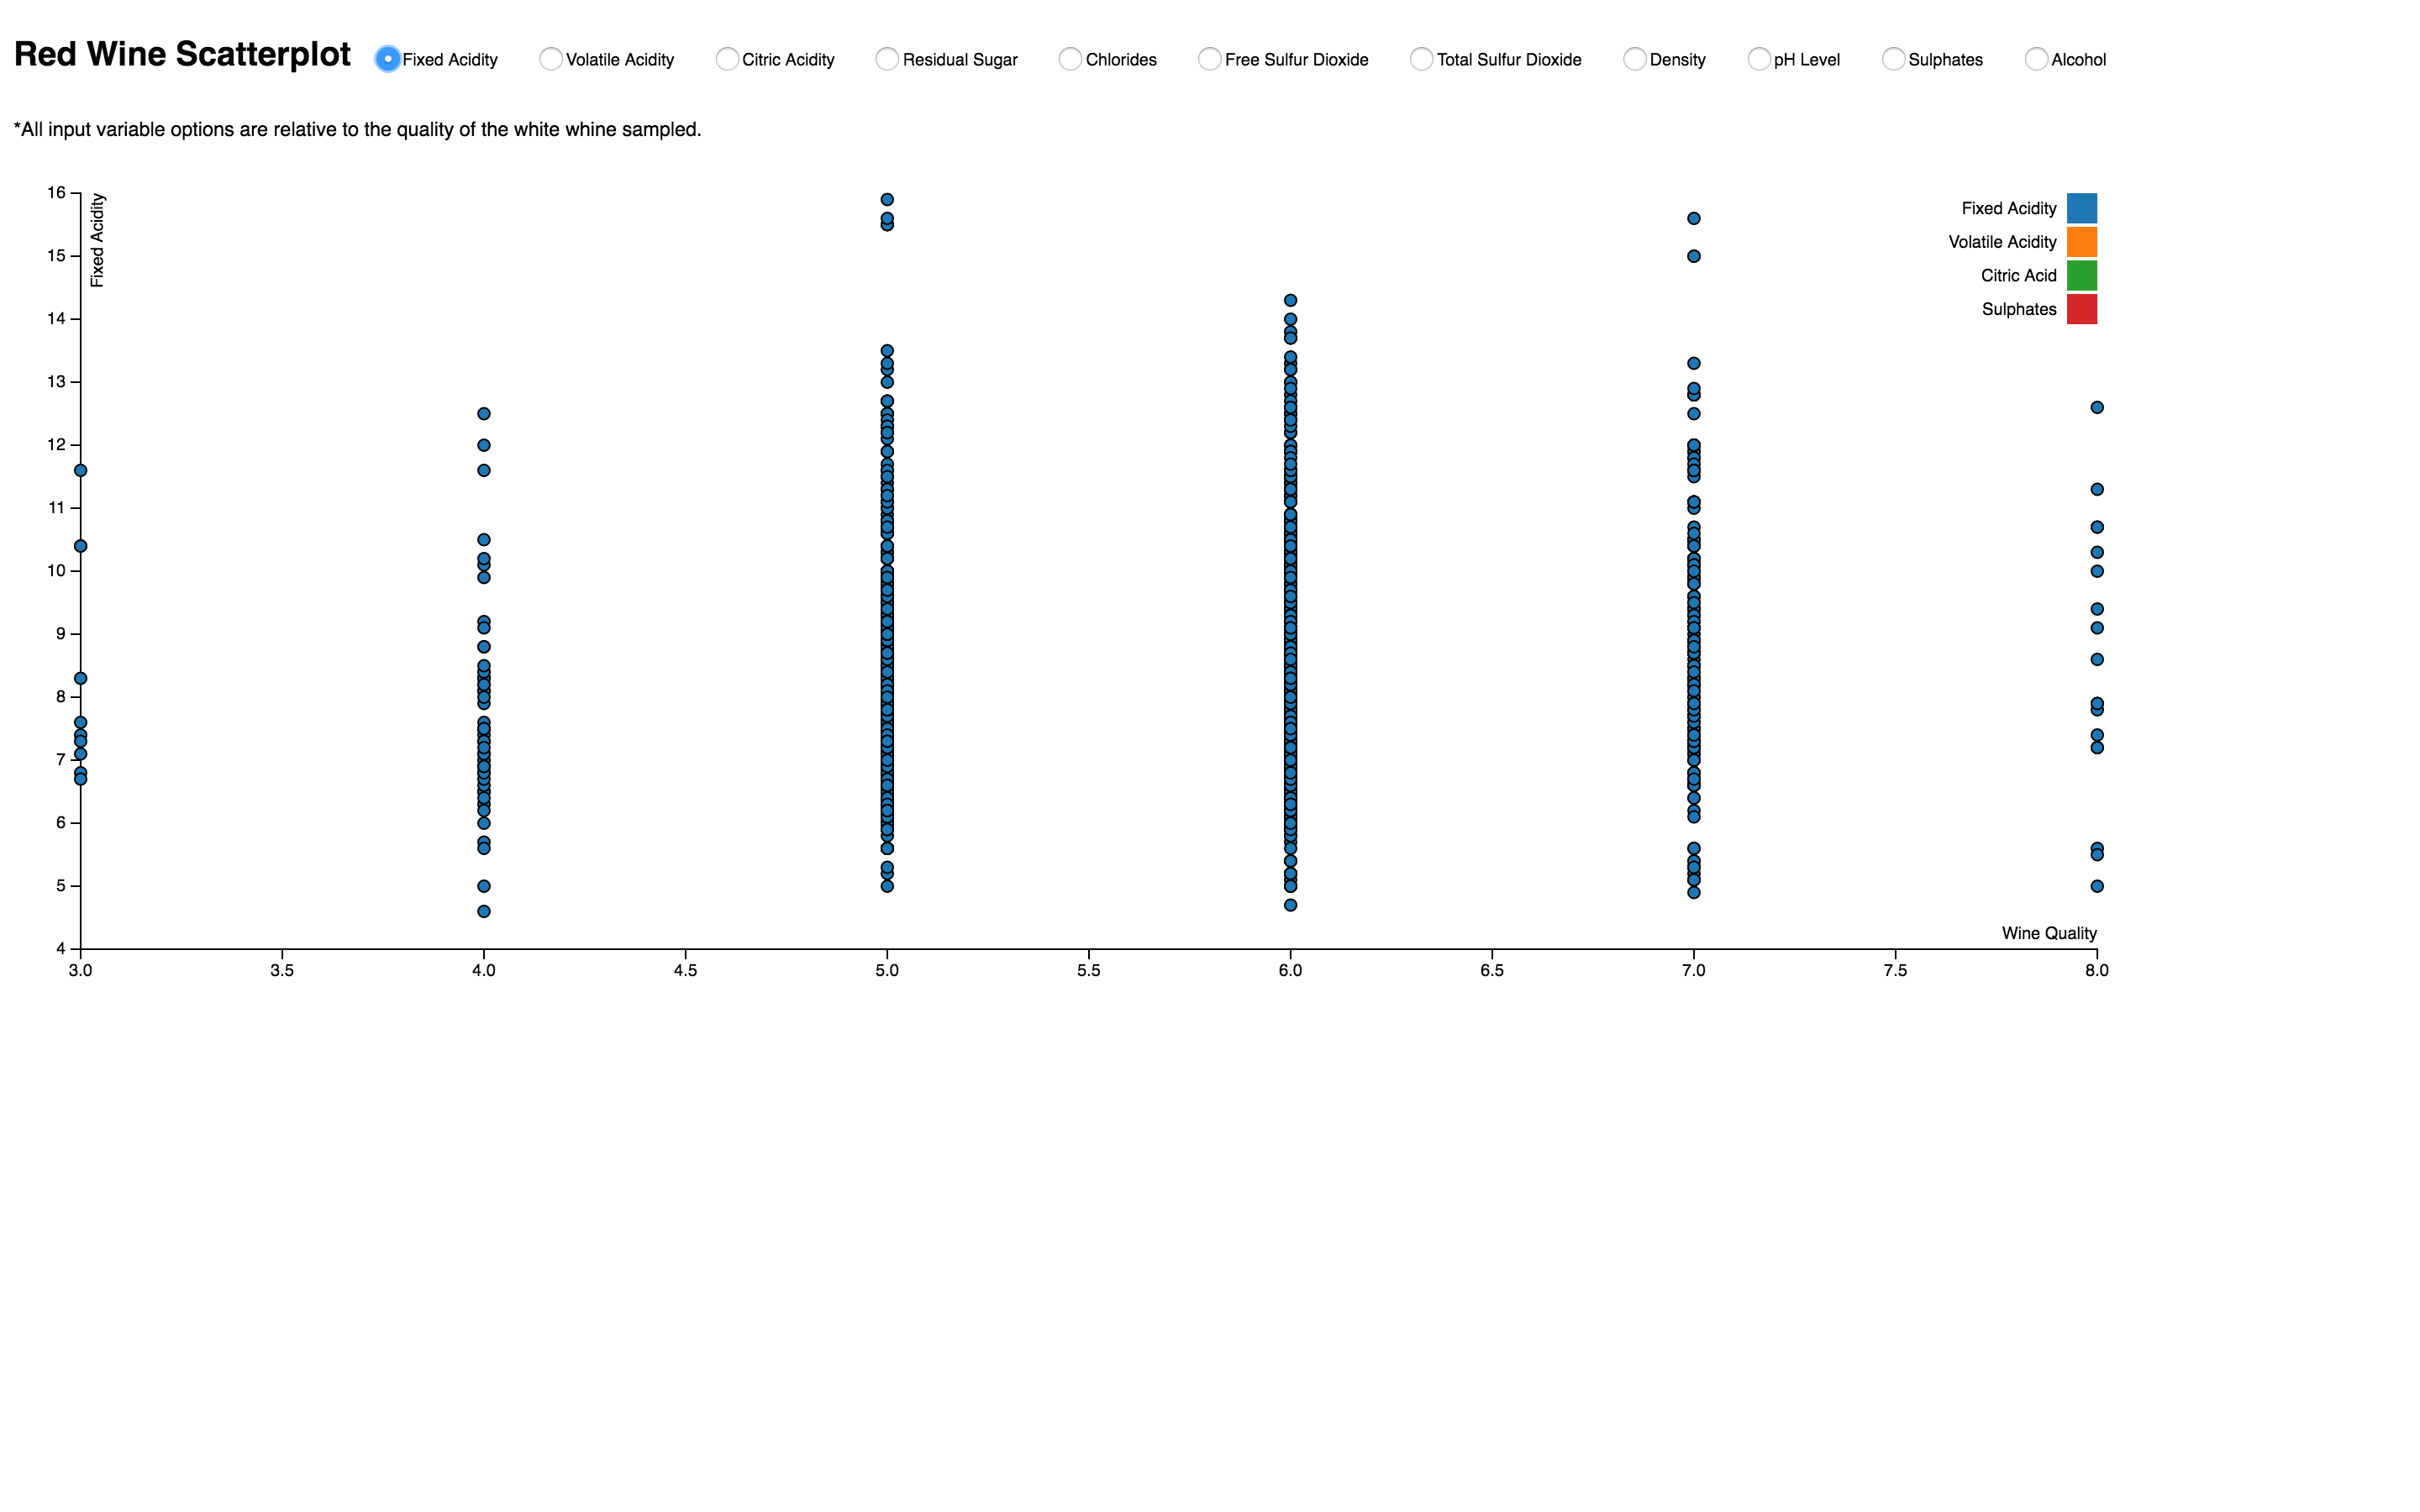 Red Wine Scatterplot Fixed Acidity Volatile Acidity Citric Acidity Residual Sugar Chlorides Free Sulfur Dioxide Total Sulfur Dioxide Density pH Level Sulphates Alcohol
*All input variable options are relative to the quality of the white whine sampled.
16
15
14
13
12
11
10
9
8
7
6
5
4
Fixed Acidity
Fixed Acidity
Volatile Acidity
Citric Acid
Sulphates
Wine Quality
3.0 3.5 4.0 4.5 5.0 5.5 6.0 6.5 7.0 7.5 8.0